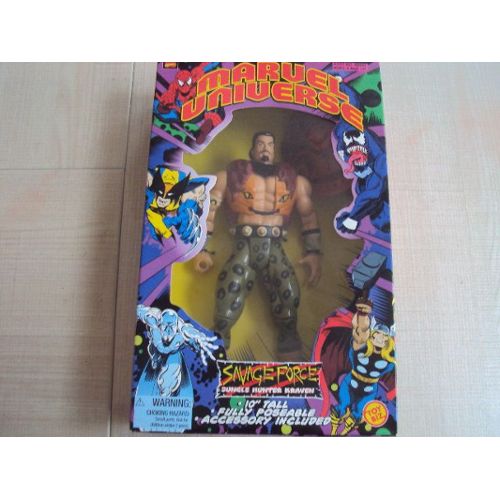 MARVEL
UNIVERSE
SAVAGE FORCE
JUNGLE HUNTER KRAVEN
10" TALL
FULLY POSEABLE
ACCESSORY INCLUDED
WARNING:
CHOKING HAZARD-
TOY
BIZ